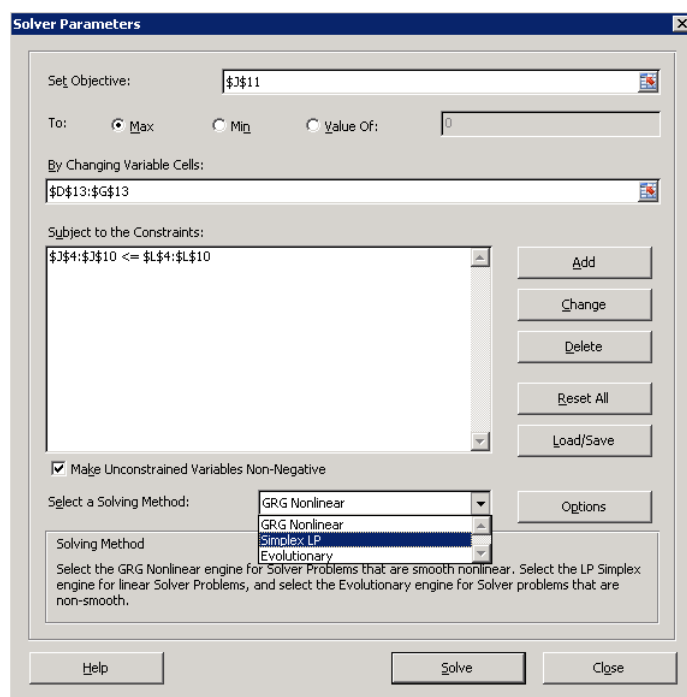 Solver Parameters
Set Objective:
$J$11
To:
Max
Min
Value Of:
0
By Changing Variable Cells:
$D$13:$G$13
Subject to the Constraints:
$J$4:$J$10 <= $L$4:$L$10
Add
Change
Delete
Reset All
Load/Save
Make Unconstrained Variables Non-Negative
Select a Solving Method:
GRG Nonlinear
Options
GRG Nonlinear
Simplex LP
Evolutionary
Solving Method
Select the GRG Nonlinear engine for Solver Problems that are smooth nonlinear. Select the LP Simplex
engine for linear Solver Problems, and select the Evolutionary engine for Solver problems that are
non-smooth.
Help
Solve
Close